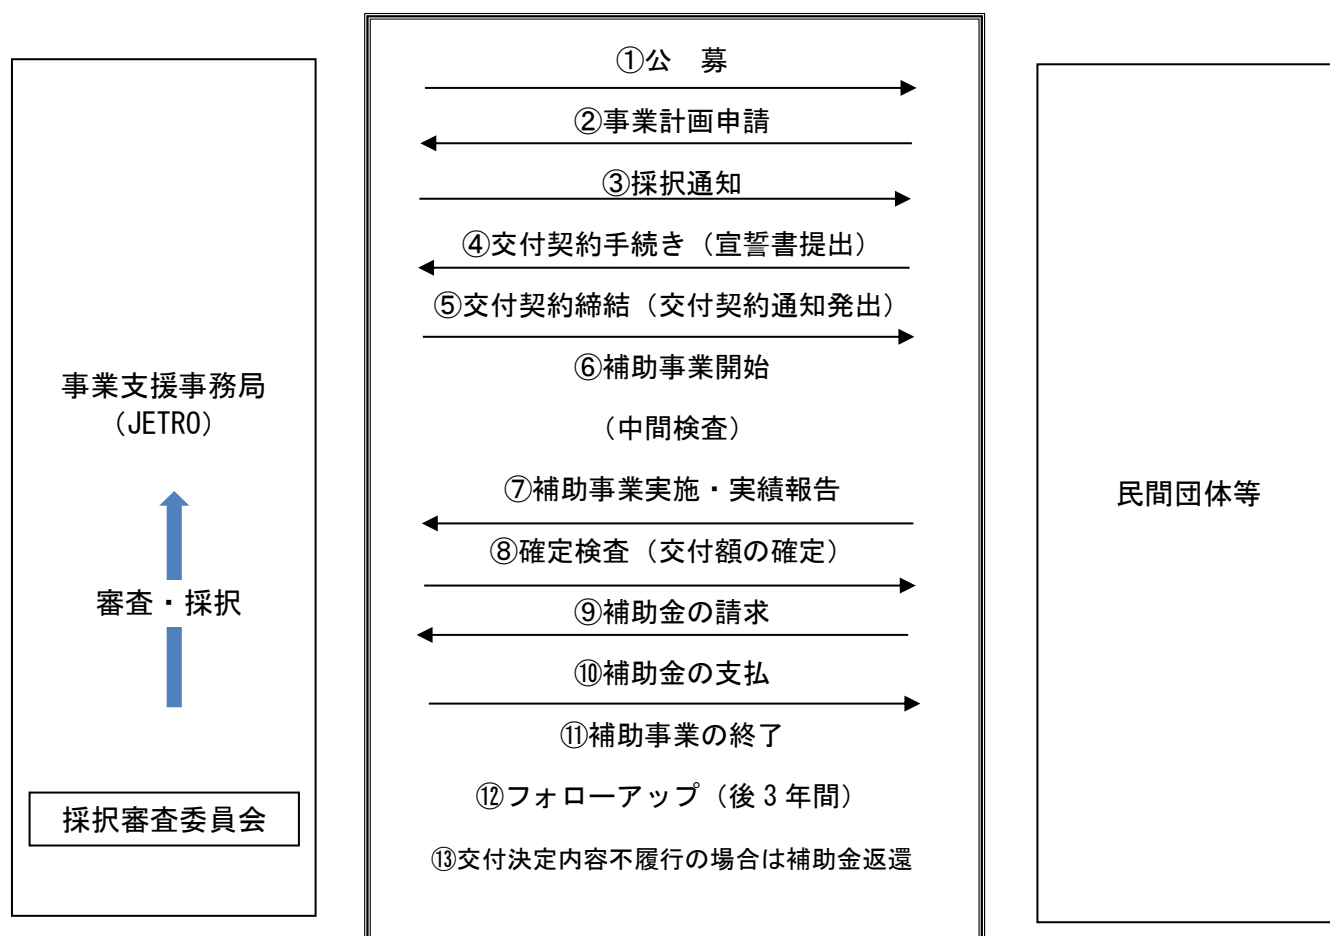 事業支援事務局
（JETRO）
審査・採択
採択審査委員会
①公　募
②事業計画申請
③採択通知
④交付契約手続き（宣誓書提出）
⑤交付契約締結（交付契約通知発出）
⑥補助事業開始
（中間検査）
⑦補助事業実施・実績報告
⑧確定検査（交付額の確定）
⑨補助金の請求
⑩補助金の支払
⑪補助事業の終了
⑫フォローアップ（後３年間）
⑬交付決定内容不履行の場合は補助金返還
民間団体等